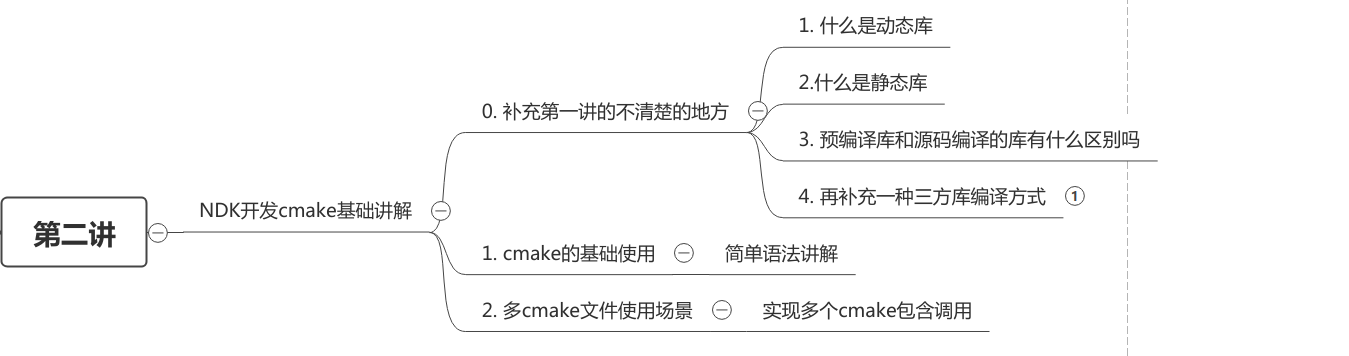 第二讲
NDK开发cmake基础讲解
0. 补充第一讲的不清楚的地方
1. 什么是动态库
2.什么是静态库
3. 预编译库和源码编译的库有什么区别吗
4. 再补充一种三方库编译方式
1
1. cmake的基础使用
简单语法讲解
2. 多cmake文件使用场景
实现多个cmake包含调用